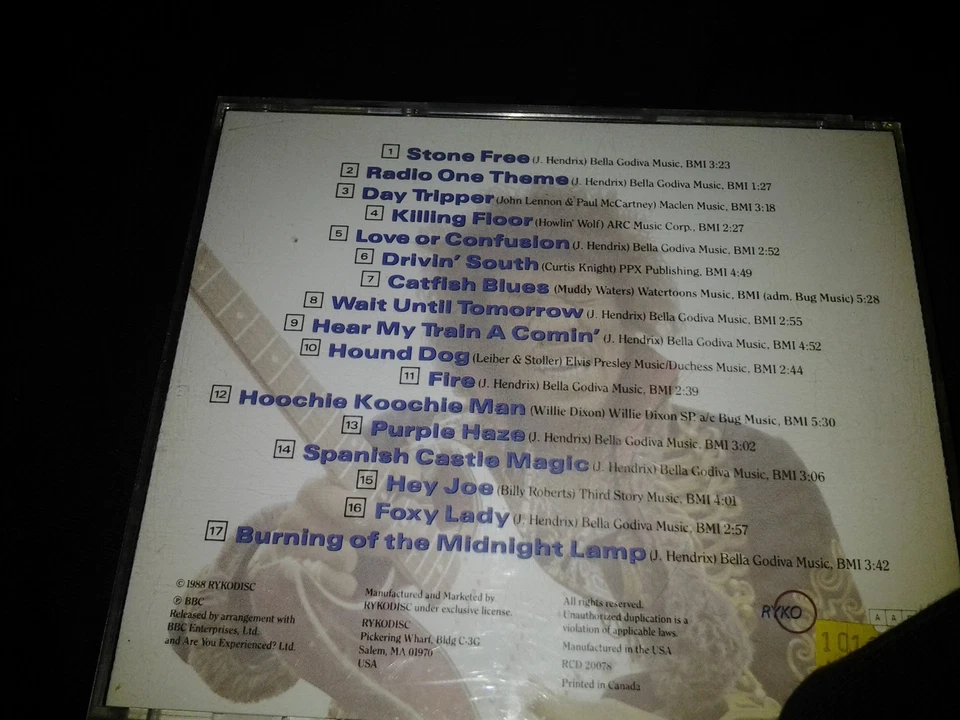 1 Stone Free (J. Hendrix) Bella Godiva Music, BMI 3:23
2 Radio One Theme (J. Hendrix) Bella Godiva Music, BMI 1:27
3 Day Tripper (John Lennon & Paul McCartney) Maclen Music, BMI 3:18
4 Killing Floor (Howlin' Wolf) ARC Music Corp., BMI 2:27
5 Love or Confusion (J. Hendrix) Bella Godiva Music, BMI 2:52
6 Drivin' South (Curtis Knight) PPX Publishing, BMI 4:49
7 Catfish Blues (Muddy Waters) Watertoons Music, BMI (adm. Bug Music) 5:28
8 Wait Until Tomorrow (J. Hendrix) Bella Godiva Music, BMI 2:55
9 Hear My Train A Comin' (J. Hendrix) Bella Godiva Music, BMI 4:52
10 Hound Dog (Leiber & Stoller) Elvis Presley Music/Duchess Music, BMI 2:44
11 Fire (J. Hendrix) Bella Godiva Music, BMI 2:39
12 Hoochie Koochie Man (Willie Dixon) Willie Dixon SP. a/c Bug Music, BMI 5:30
13 Purple Haze (J. Hendrix) Bella Godiva Music, BMI 3:02
14 Spanish Castle Magic (J. Hendrix) Bella Godiva Music, BMI 3:06
15 Hey Joe (Billy Roberts) Third Story Music, BMI 4:01
16 Foxy Lady (J. Hendrix) Bella Godiva Music, BMI 2:57
17 Burning of the Midnight Lamp (J. Hendrix) Bella Godiva Music, BMI 3:42
© 1988 RYKODISC
℗ BBC
Released by arrangement with
BBC Enterprises, Ltd.
and Are You Experienced? Ltd.
Manufactured and Marketed by
RYKODISC under exclusive license.
RYKODISC
Pickering Wharf, Bldg C-3G
Salem, MA 01970
USA
All rights reserved.
Unauthorized duplication is a
violation of applicable laws.
Manufactured in the USA
RCD 20078
Printed in Canada
RYKO
A A